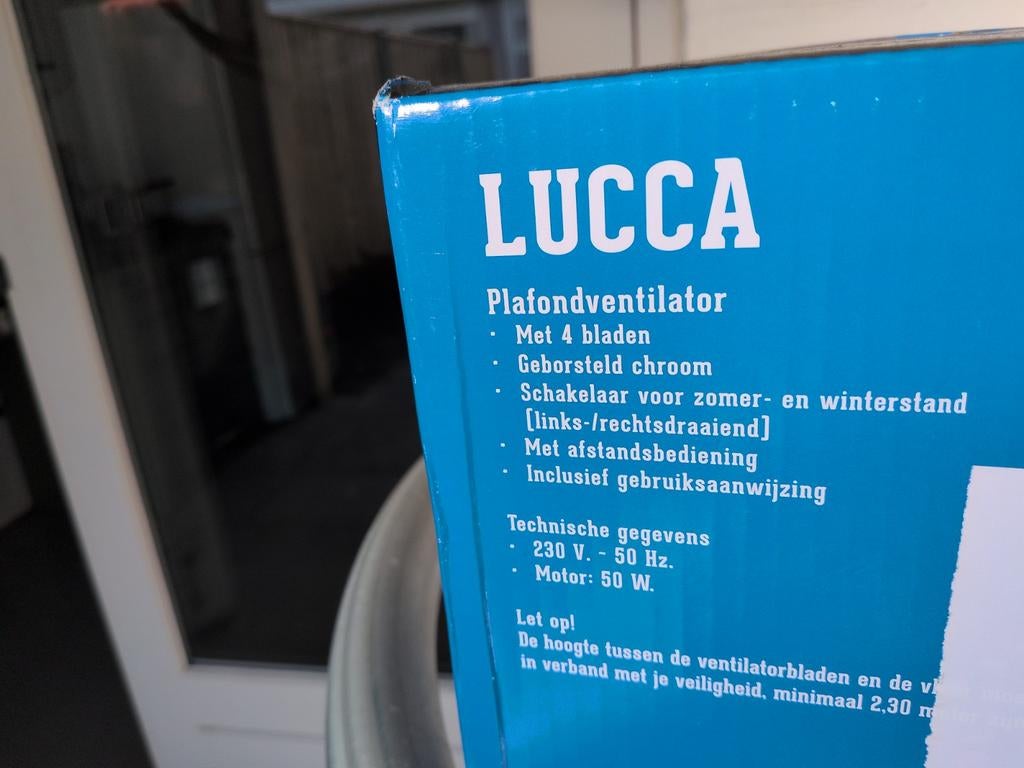 LUCCA
Plafondventilator
· Met 4 bladen
· Geborsteld chroom
· Schakelaar voor zomer- en winterstand
[links-/rechtsdraaiend]
· Met afstandsbediening
· Inclusief gebruiksaanwijzing
Technische gegevens
· 230 V. ~ 50 Hz.
· Motor: 50 W.
Let op!
De hoogte tussen de ventilatorbladen en de
in verband met je veiligheid, minimaal 2,30 meter